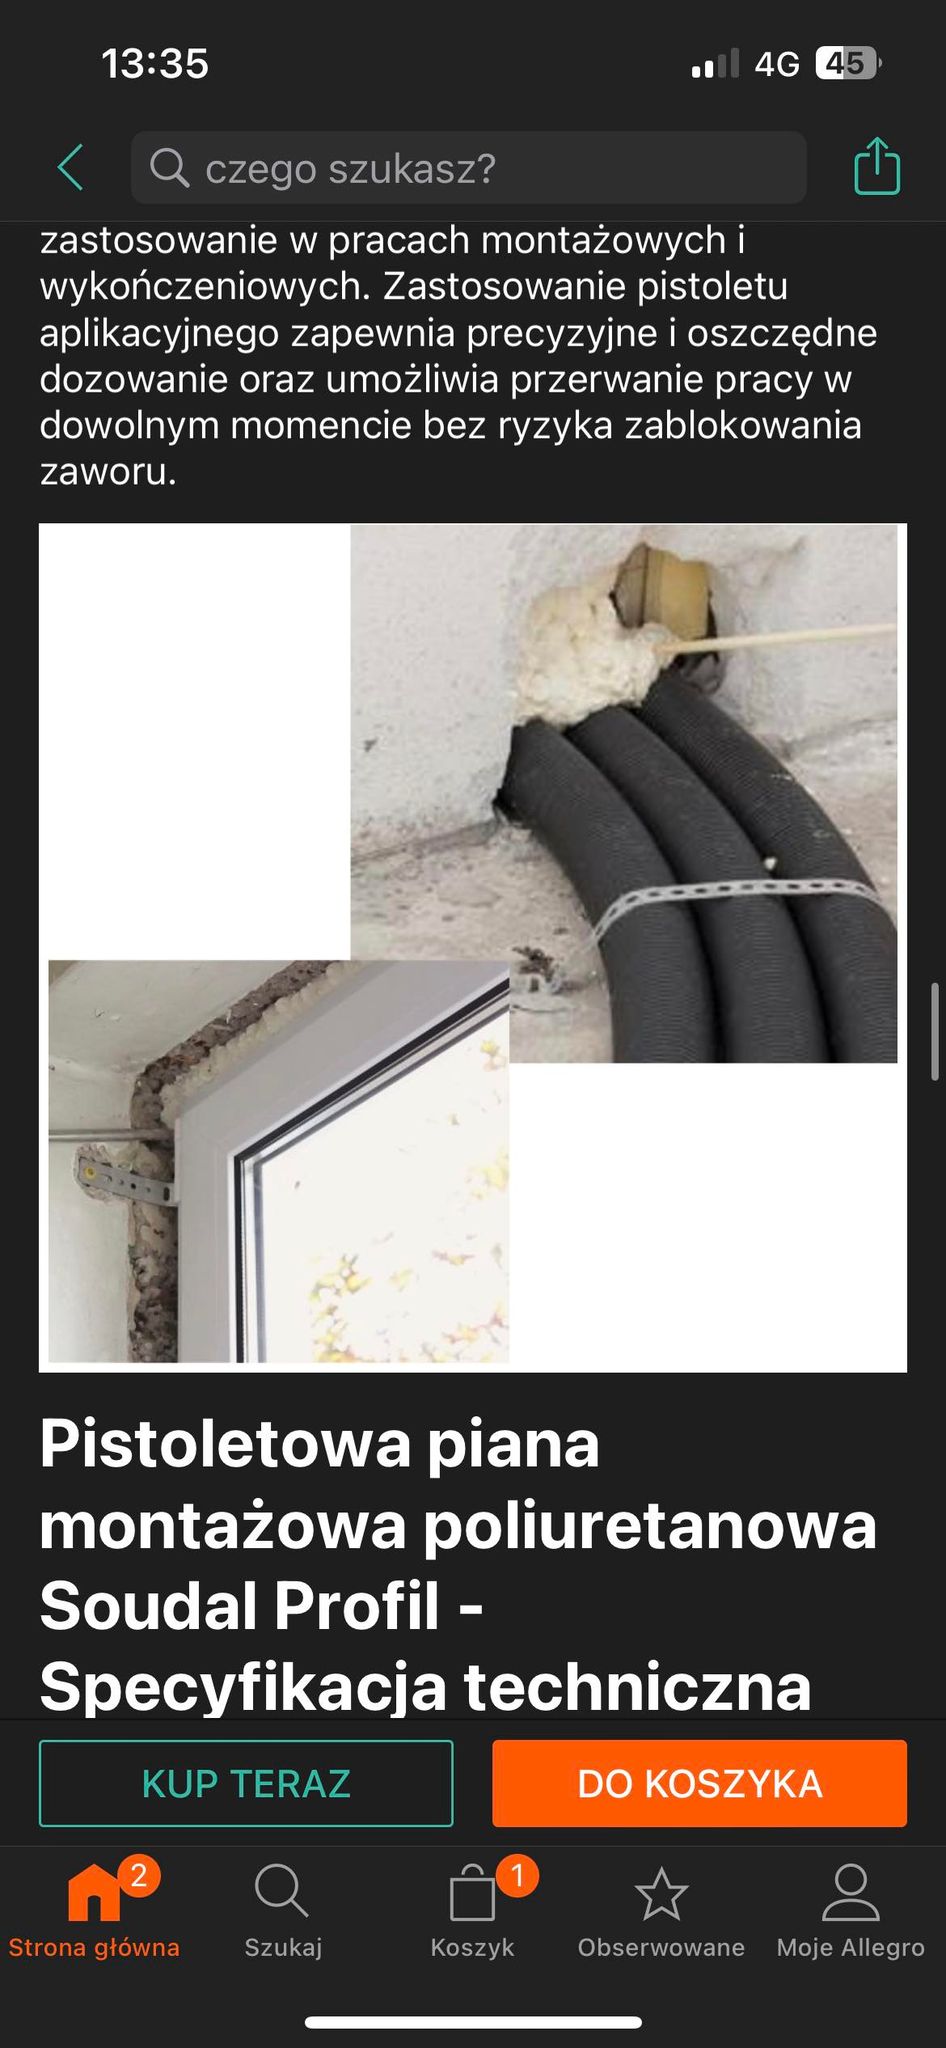 13:35
4G
45
czego szukasz?
zastosowanie w pracach montażowych i
wykończeniowych. Zastosowanie pistoletu
aplikacyjnego zapewnia precyzyjne i oszczędne
dozowanie oraz umożliwia przerwanie pracy w
dowolnym momencie bez ryzyka zablokowania
zaworu.
Pistoletowa piana
montażowa poliuretanowa
Soudal Profil -
Specyfikacja techniczna
KUP TERAZ
DO KOSZYKA
2
1
Strona główna
Szukaj
Koszyk
Obserwowane
Moje Allegro